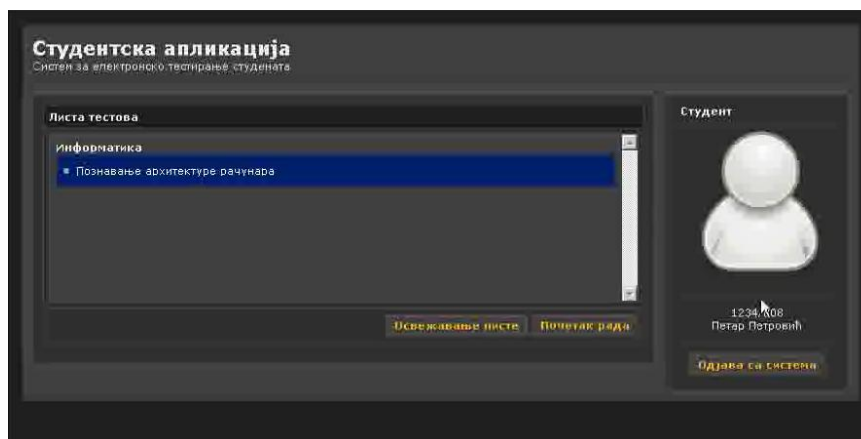 Студентска апликација
Систем за електронско тестирање студената
Листа тестова
Информатика
Познавање архитектуре рачунара
Освежавање листе
Почетак рада
Студент
Петар Петровић
Одјава са система